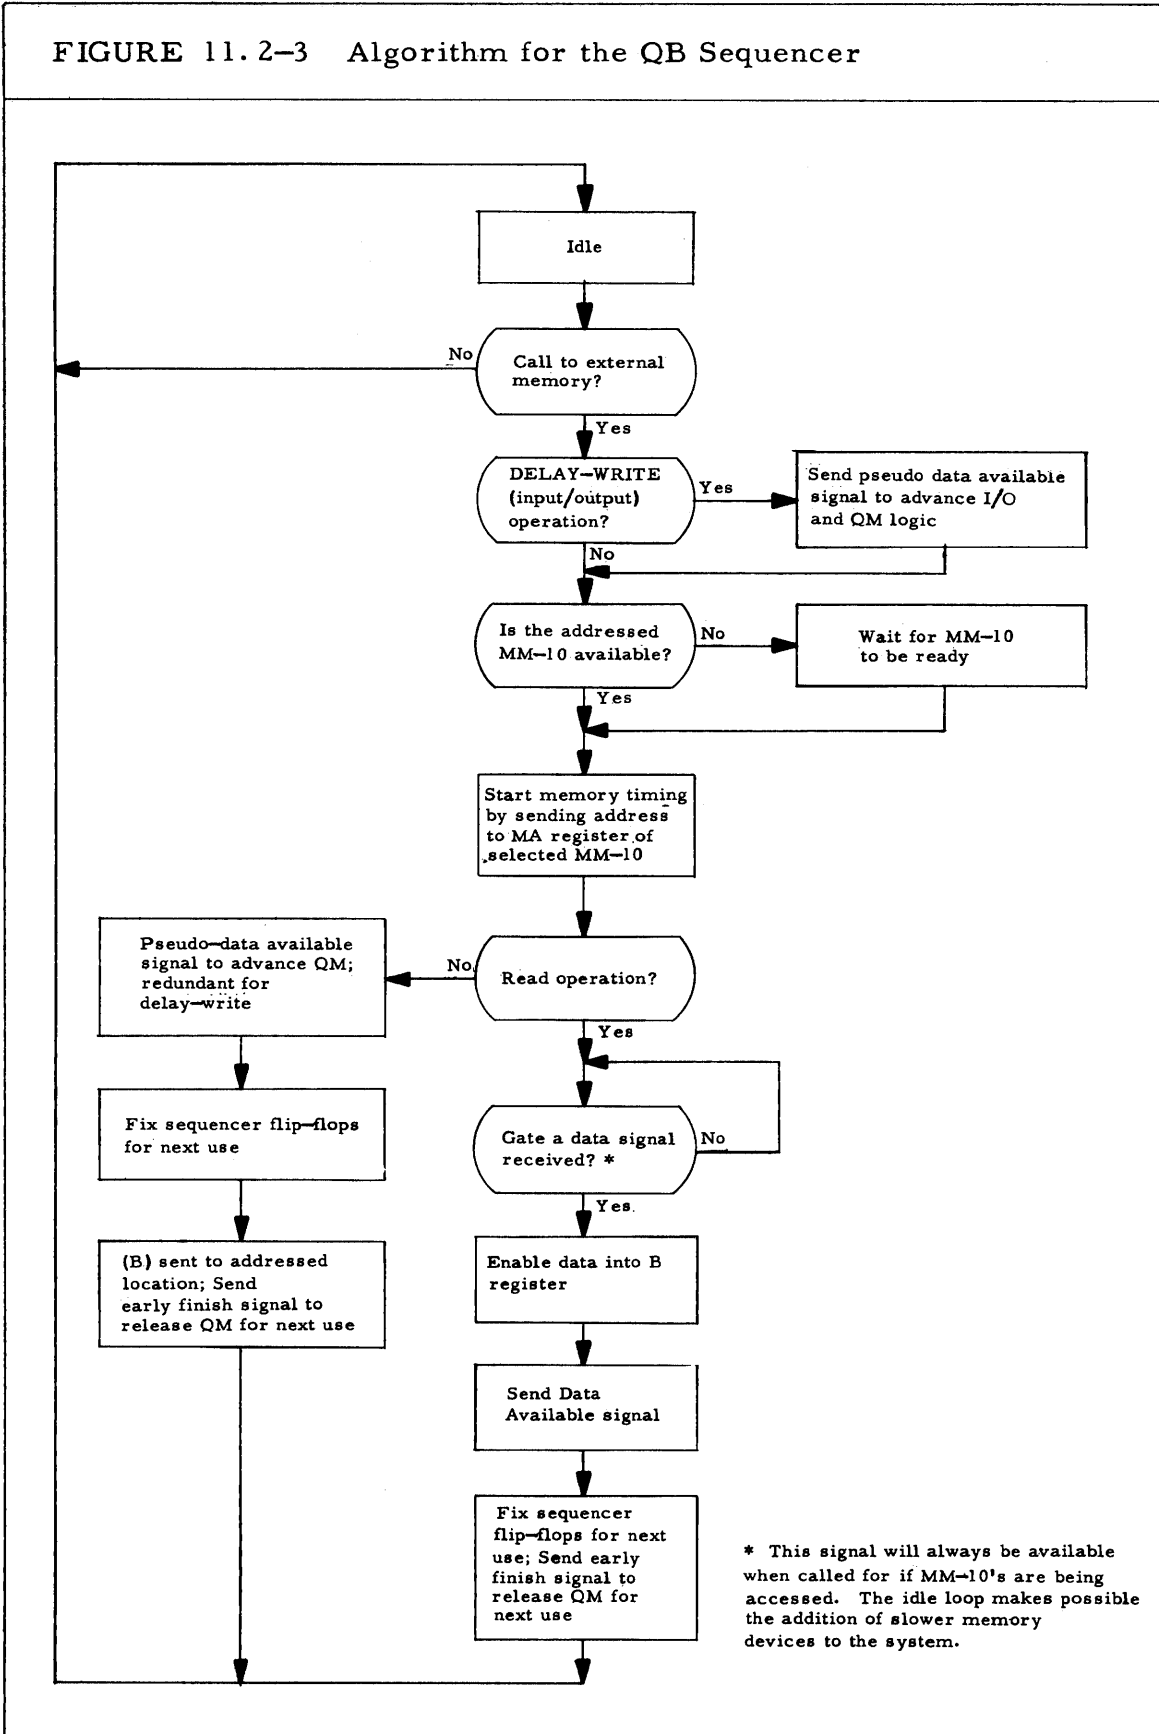 FIGURE 11.2-3 Algorithm for the QB Sequencer
Idle
No
Call to external
memory?
Yes
DELAY-WRITE
(input/output)
operation?
Yes
Send pseudo data available
signal to advance I/O
and QM logic
No
Is the addressed
MM-10 available?
No
Wait for MM-10
to be ready
Yes
Start memory timing
by sending address
to MA register of
selected MM-10
Pseudo-data available
signal to advance QM;
redundant for
delay-write
No
Read operation?
Yes
Fix sequencer flip-flops
for next use
Gate a data signal
received? *
No
Yes
(B) sent to addressed
location; Send
early finish signal to
release QM for next use
Enable data into B
register
Send Data
Available signal
Fix sequencer
flip-flops for next
use; Send early
finish signal to
release QM for
next use
* This signal will always be available
when called for if MM-10's are being
accessed. The idle loop makes possible
the addition of slower memory
devices to the system.